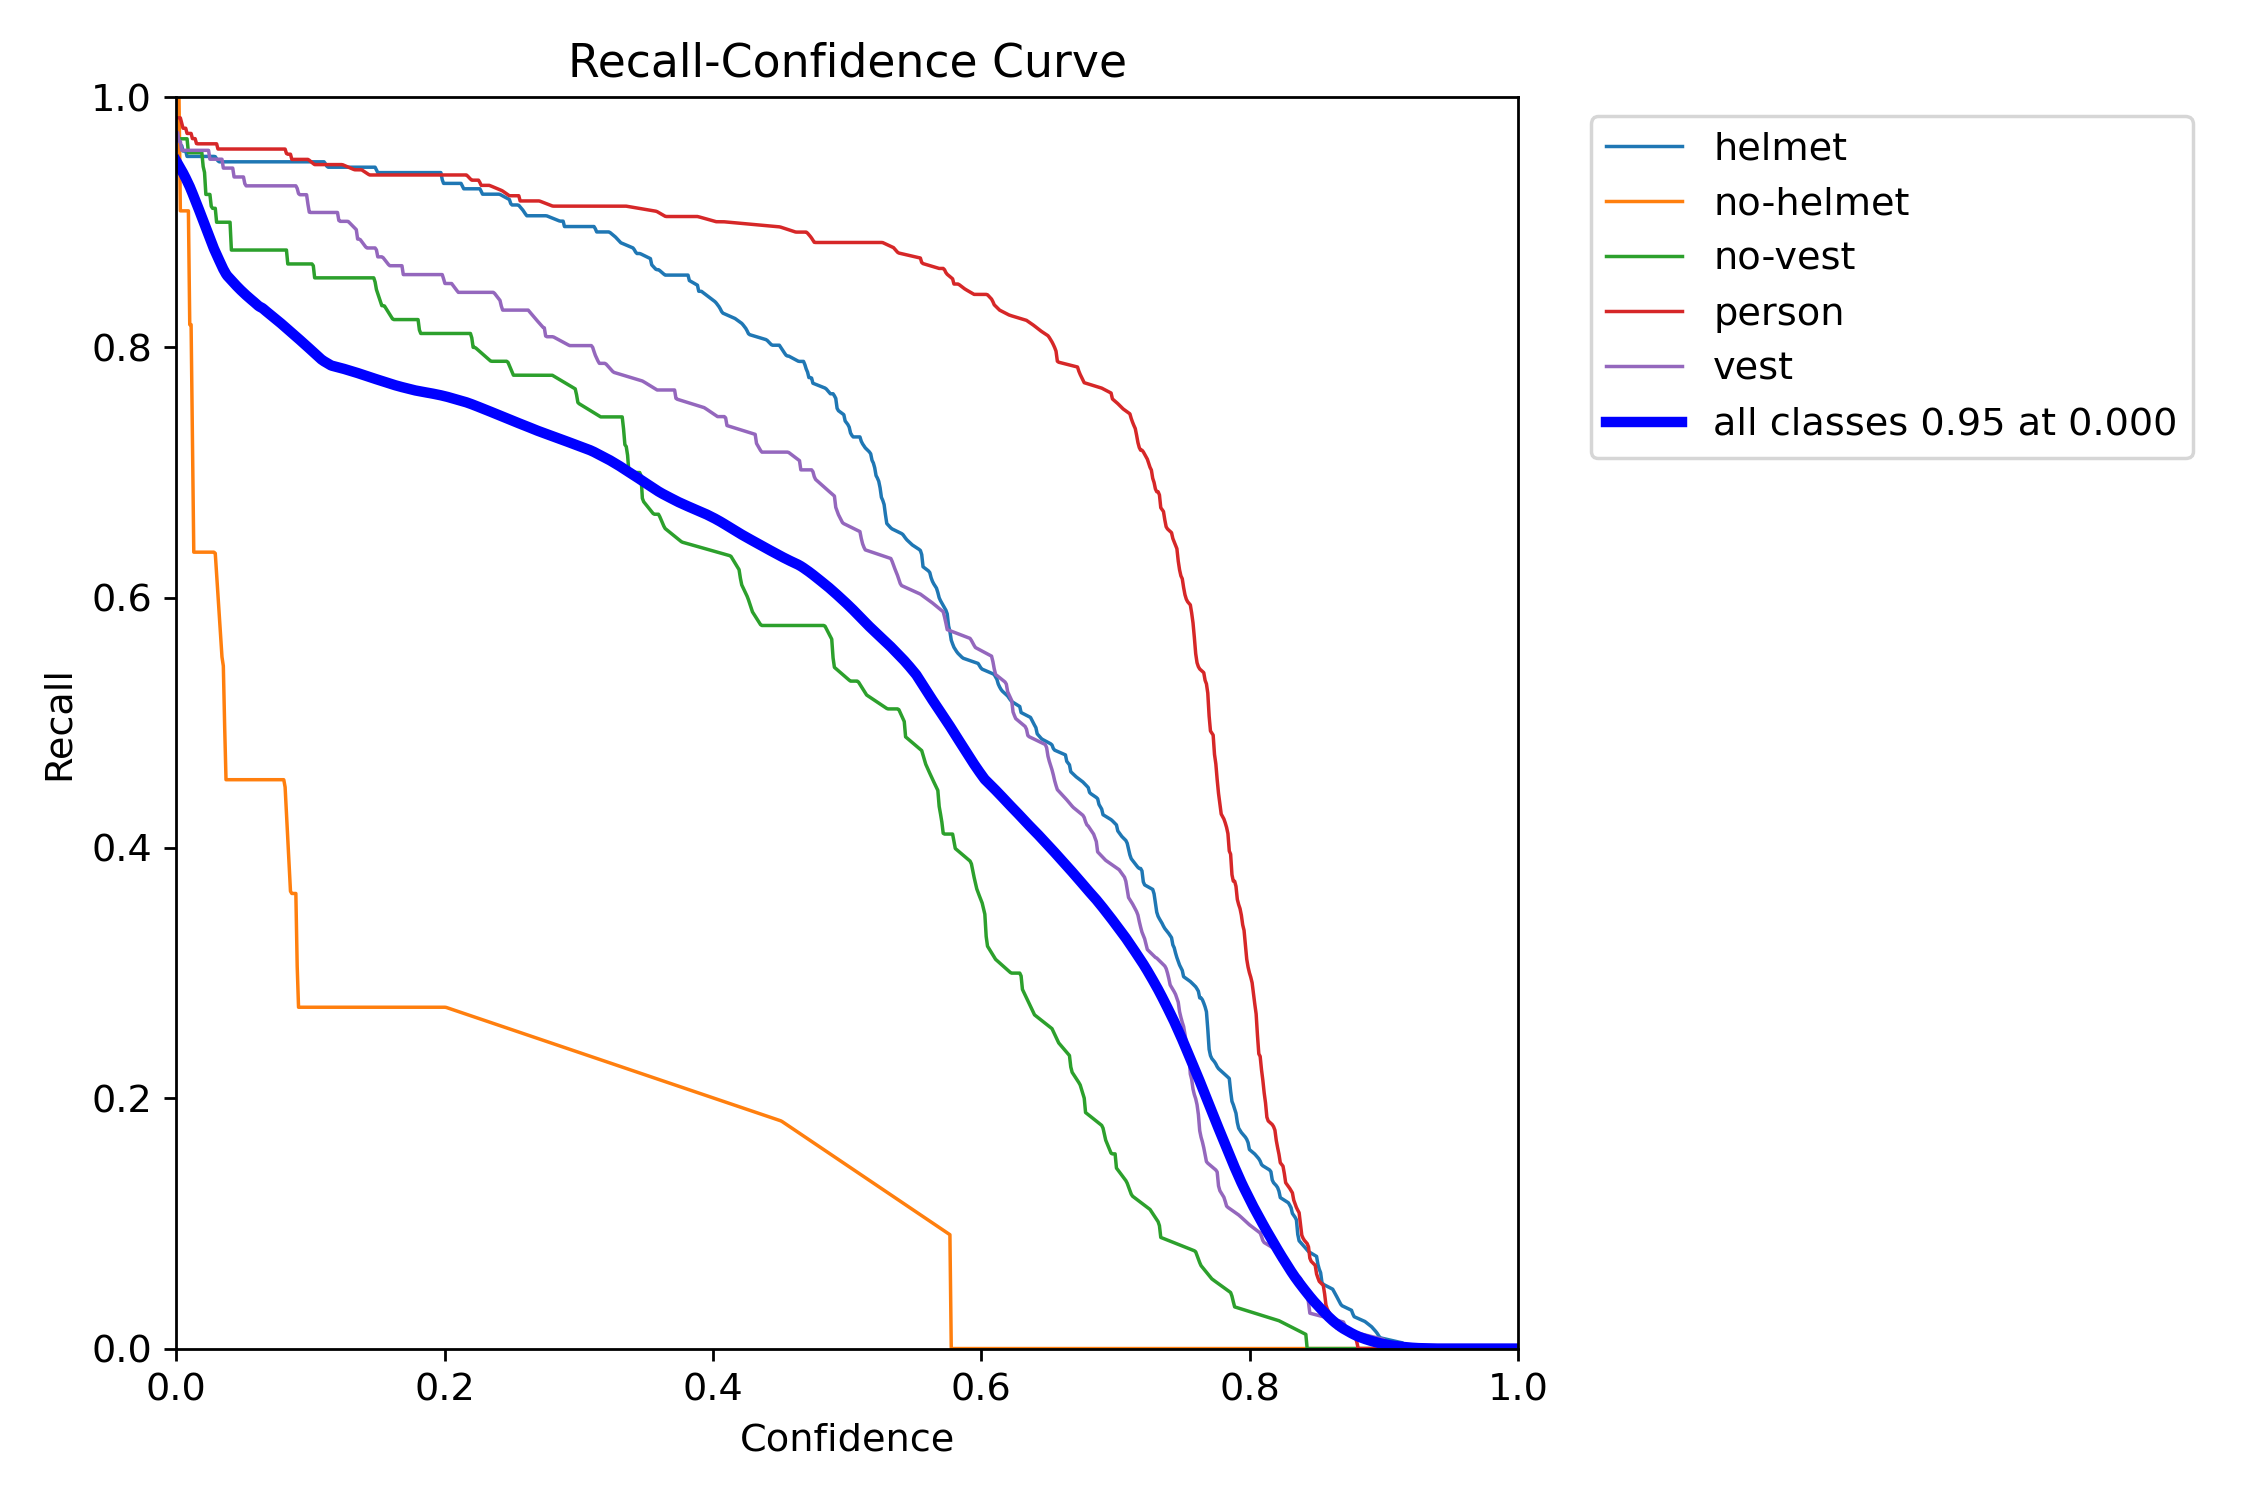 Recall-Confidence Curve
1.0
0.8
0.6
0.4
0.2
0.0
Recall
0.0 0.2 0.4 0.6 0.8 1.0
Confidence
helmet
no-helmet
no-vest
person
vest
all classes 0.95 at 0.000